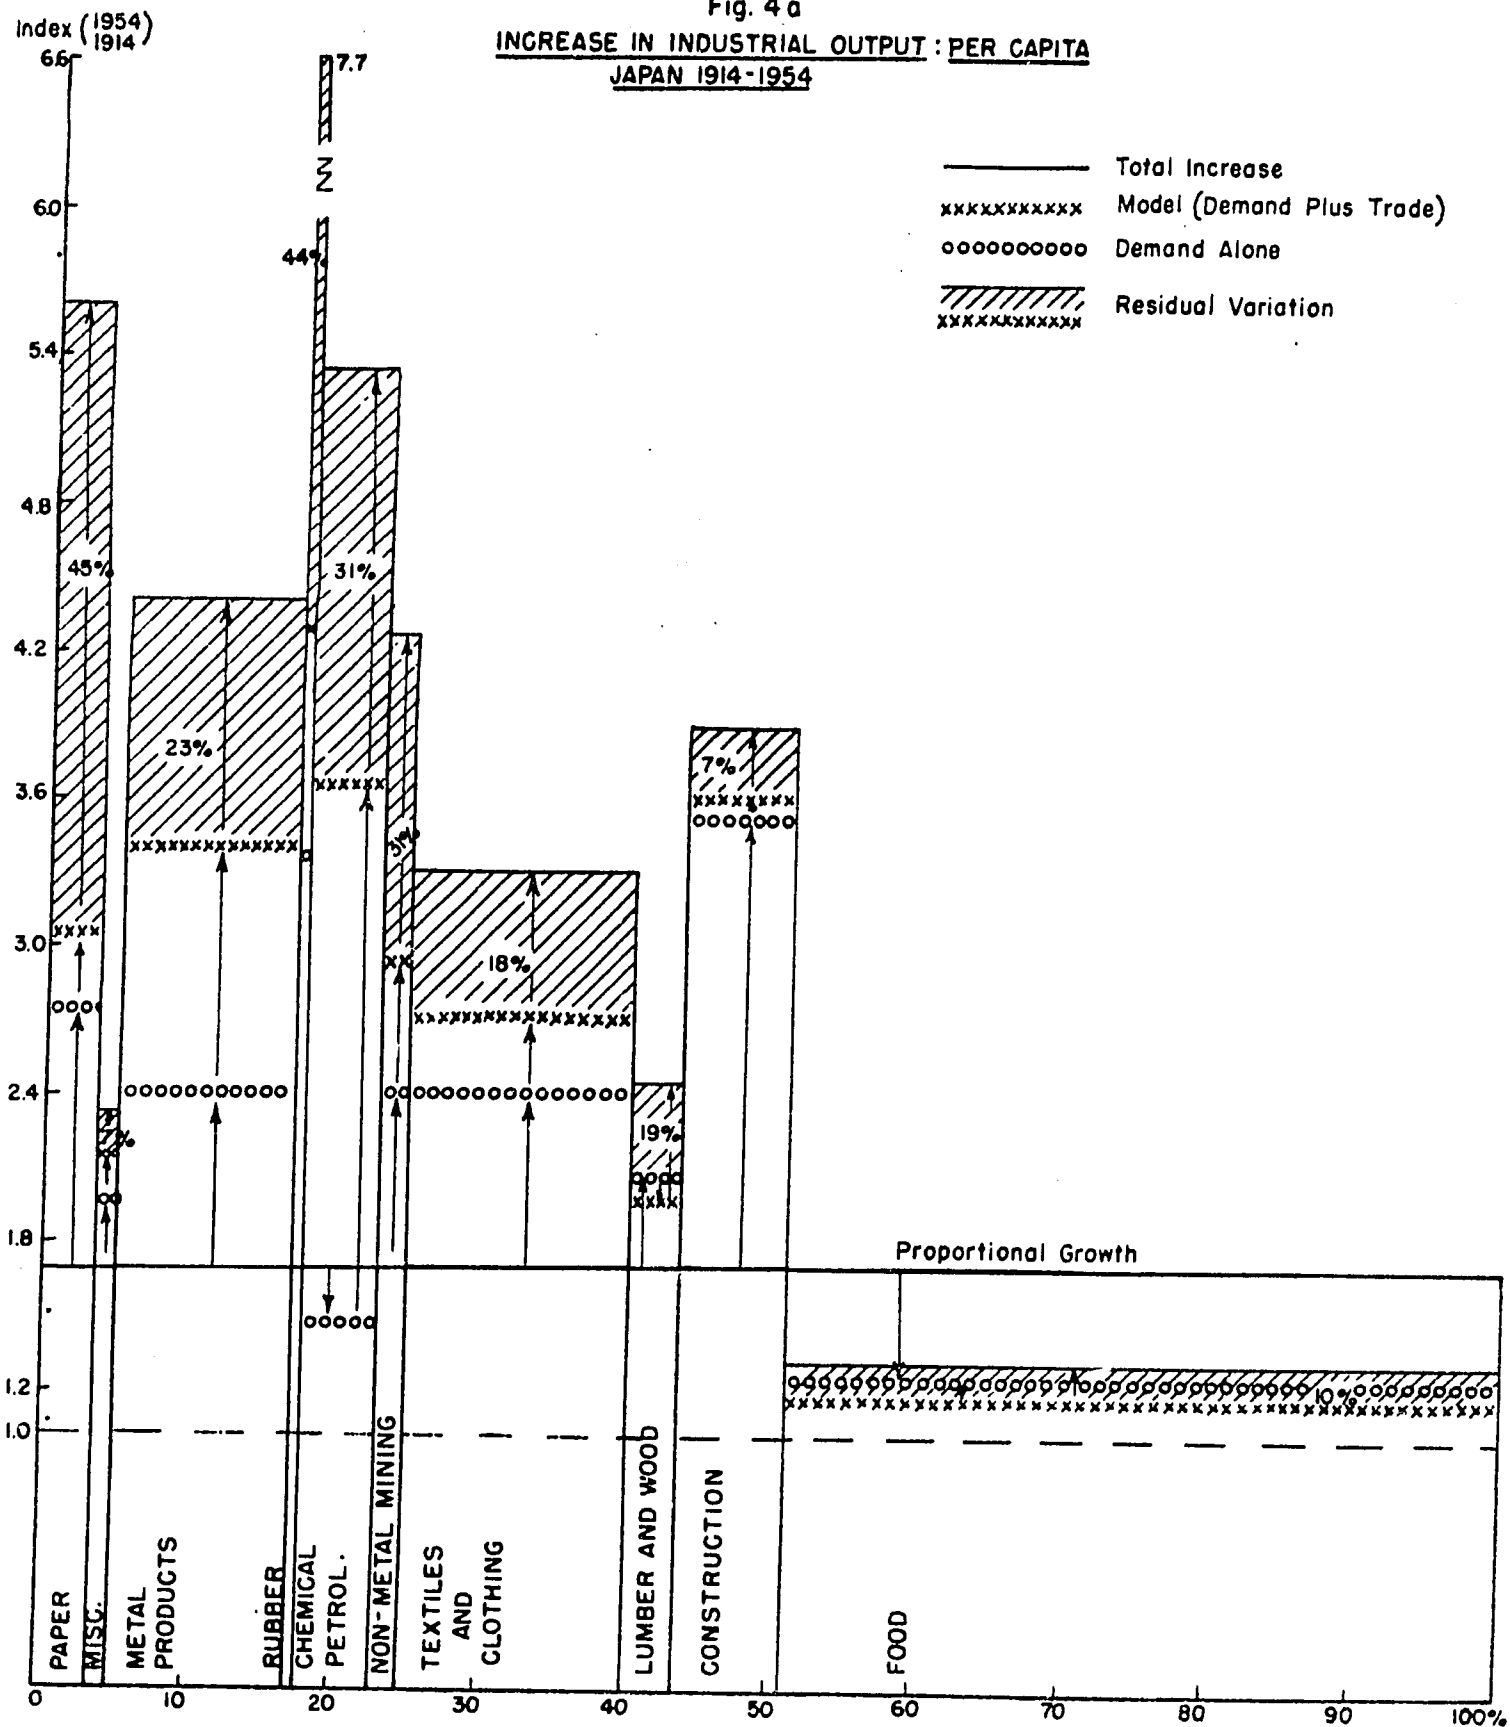 Fig. 4a
INCREASE IN INDUSTRIAL OUTPUT : PER CAPITA
JAPAN 1914-1954
Index (1954
1914)
Total Increase
Model (Demand Plus Trade)
Demand Alone
Residual Variation
6.6
6.0
5.4
4.8
4.2
3.6
3.0
2.4
1.8
1.2
1.0
7.7
44%
45%
31%
23%
31%
18%
7%
19%
7%
10%
Proportional Growth
PAPER
MISC.
METAL
PRODUCTS
RUBBER
CHEMICAL
PETROL.
NON-METAL MINING
TEXTILES
AND
CLOTHING
LUMBER AND WOOD
CONSTRUCTION
FOOD
0
10
20
30
40
50
60
70
80
90
100%